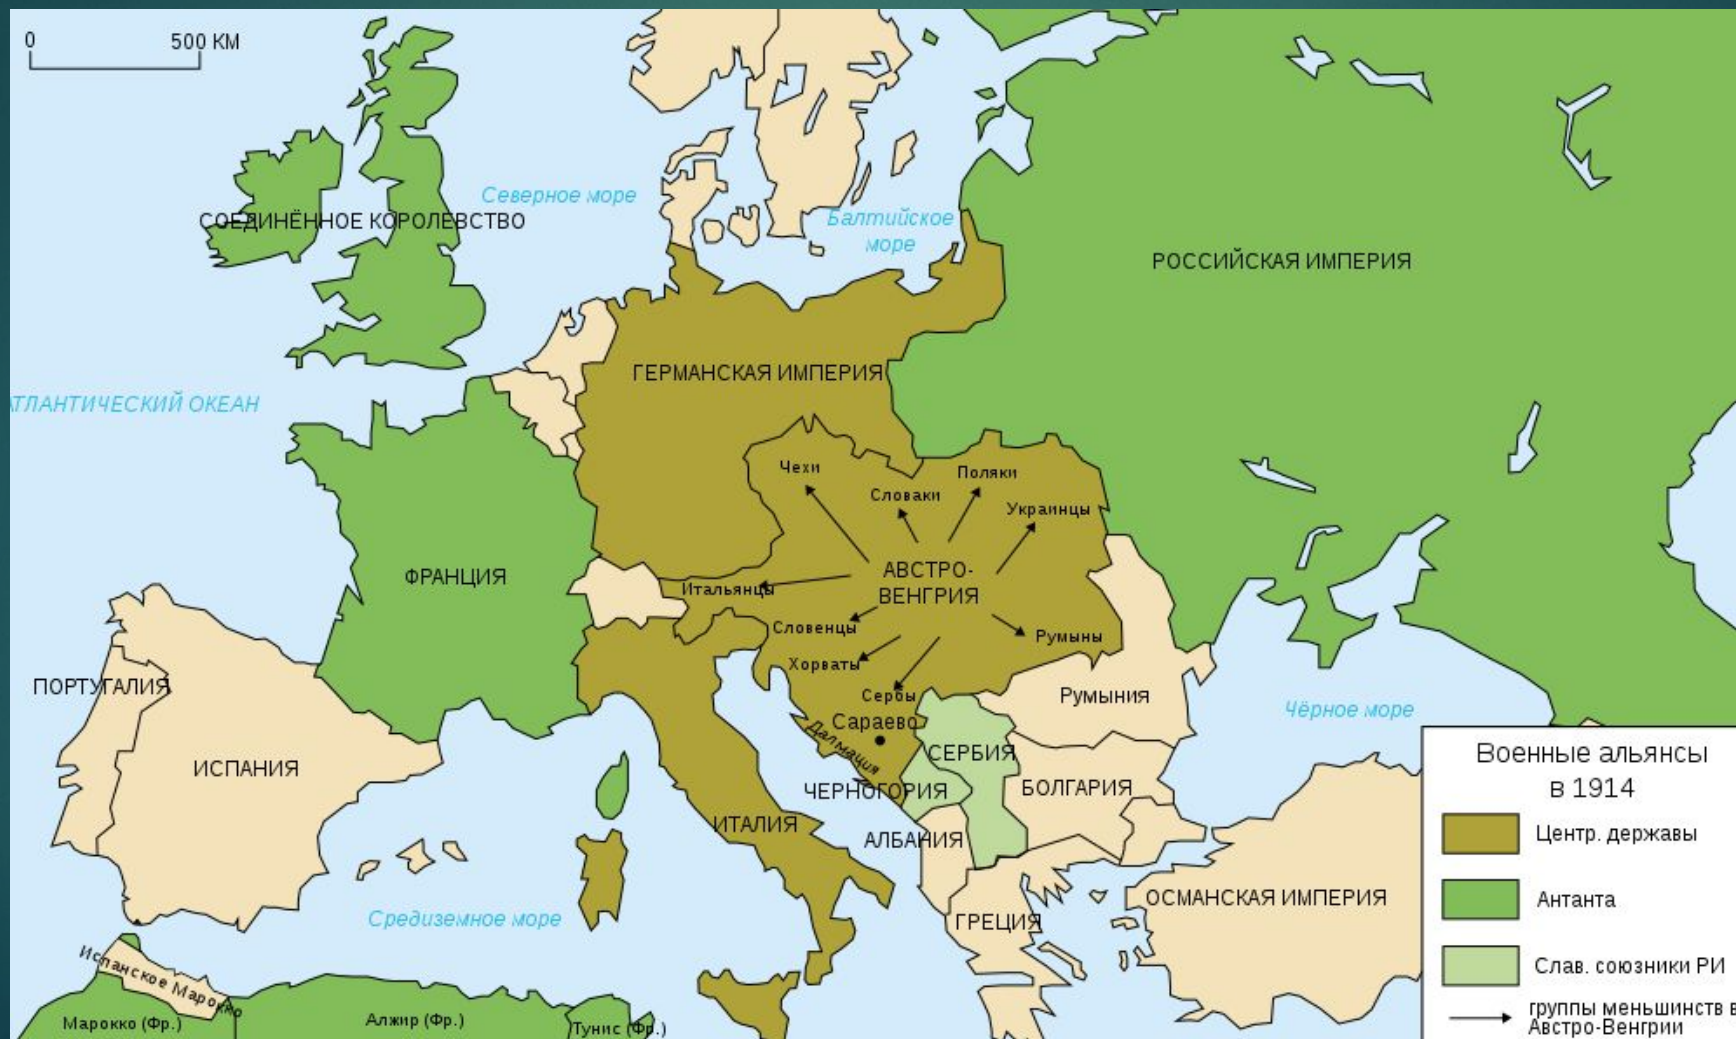 0 500 КМ
СОЕДИНЁННОЕ КОРОЛЕВСТВО
Северное море
Балтийское
море
РОССИЙСКАЯ ИМПЕРИЯ
ГЕРМАНСКАЯ ИМПЕРИЯ
АТЛАНТИЧЕСКИЙ ОКЕАН
Чехи
Словаки
Поляки
Украинцы
ФРАНЦИЯ
АВСТРО-
ВЕНГРИЯ
Итальянцы
Словенцы
Хорваты
Сербы
Румыны
Сараево
Далмация
ПОРТУГАЛИЯ
ИСПАНИЯ
Румыния
Чёрное море
СЕРБИЯ
ЧЕРНОГОРИЯ
БОЛГАРИЯ
ИТАЛИЯ
АЛБАНИЯ
ГРЕЦИЯ
ОСМАНСКАЯ ИМПЕРИЯ
Средиземное море
Испанское Марокко
Марокко (Фр.)
Алжир (Фр.)
Тунис (Фр.)
Военные альянсы
в 1914
Центр. державы
Антанта
Слав. союзники РИ
группы меньшинств в
Австро-Венгрии